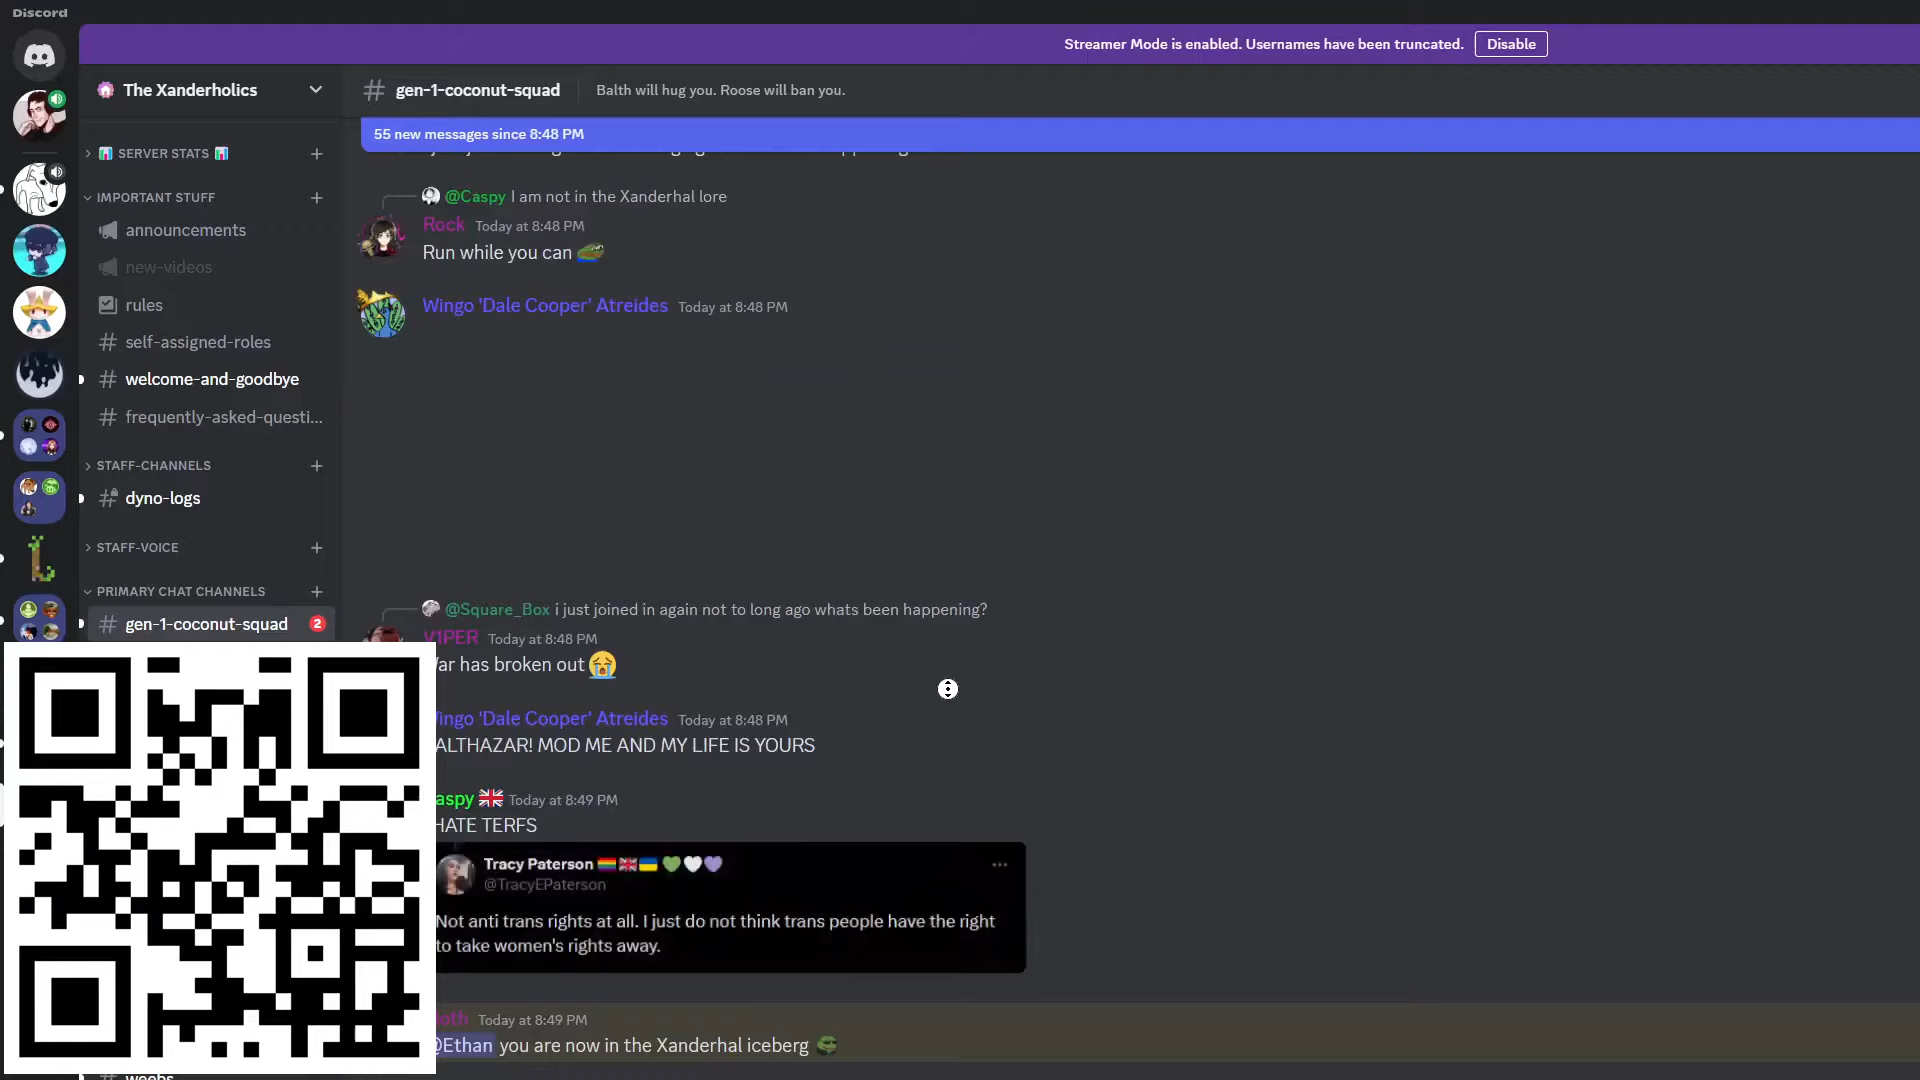 Discord
Streamer Mode is enabled. Usernames have been truncated.
Disable
The Xanderholics
gen-1-coconut-squad
Balth will hug you. Roose will ban you.
55 new messages since 8:48 PM
SERVER STATS
IMPORTANT STUFF
announcements
new-videos
rules
self-assigned-roles
welcome-and-goodbye
frequently-asked-questi...
STAFF-CHANNELS
dyno-logs
STAFF-VOICE
PRIMARY CHAT CHANNELS
gen-1-coconut-squad
2
@Caspy I am not in the Xanderhal lore
Rock Today at 8:48 PM
Run while you can
Wingo 'Dale Cooper' Atreides Today at 8:48 PM
@Square_Box i just joined in again not to long ago whats been happening?
V1PER Today at 8:48 PM
ar has broken out 😭
ingo 'Dale Cooper' Atreides Today at 8:48 PM
ALTHAZAR! MOD ME AND MY LIFE IS YOURS
aspy 🇬🇧 Today at 8:49 PM
HATE TERFS
Tracy Paterson 🏳️‍🌈🇬🇧🇺🇦💚🤍💜
@TracyEPaterson
Not anti trans rights at all. I just do not think trans people have the right
to take women's rights away.
Today at 8:49 PM
@Ethan you are now in the Xanderhal iceberg